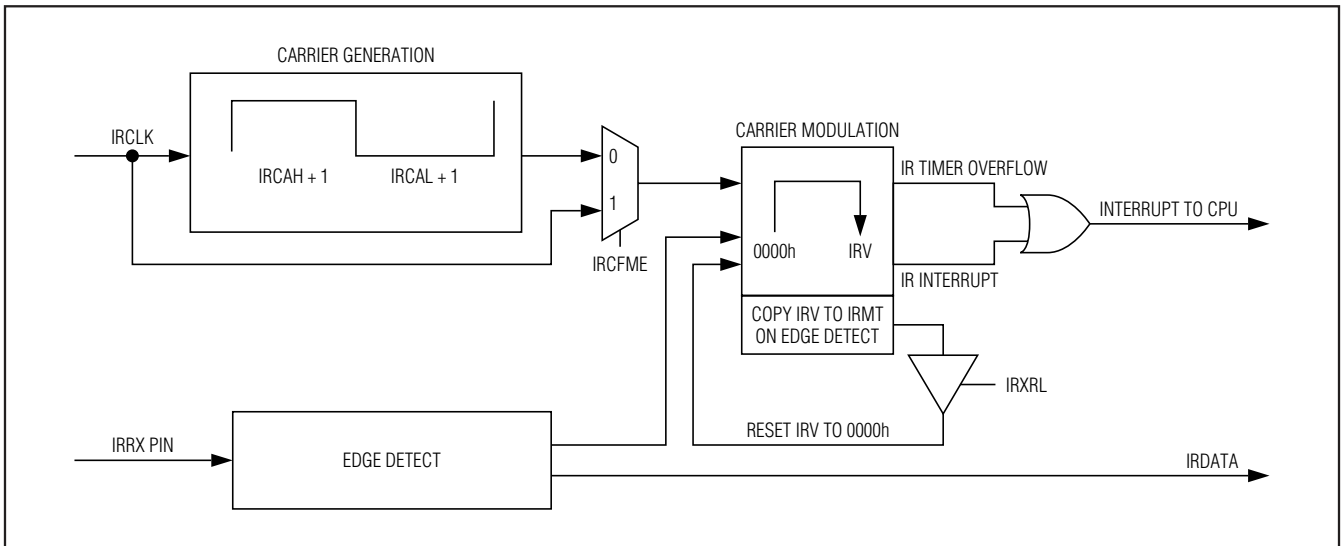 CARRIER GENERATION
IRCLK
IRCAH + 1
IRCAL + 1
0
1
IRCFME
CARRIER MODULATION
0000h
IRV
IR TIMER OVERFLOW
IR INTERRUPT
INTERRUPT TO CPU
COPY IRV TO IRMT
ON EDGE DETECT
IRXRL
RESET IRV TO 0000h
IRRX PIN
EDGE DETECT
IRDATA